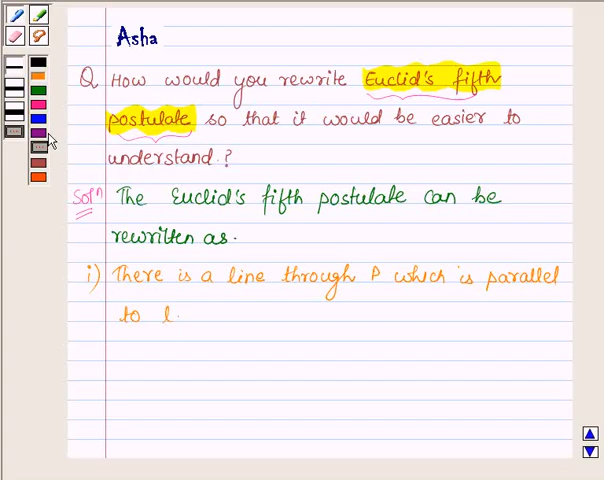 Asha
Q How would you rewrite Euclid's fifth
postulate, so that it would be easier to
understand.?
Solⁿ The Euclid's fifth postulate can be
rewritten as.
i) There is a line through P which is parallel
to l.